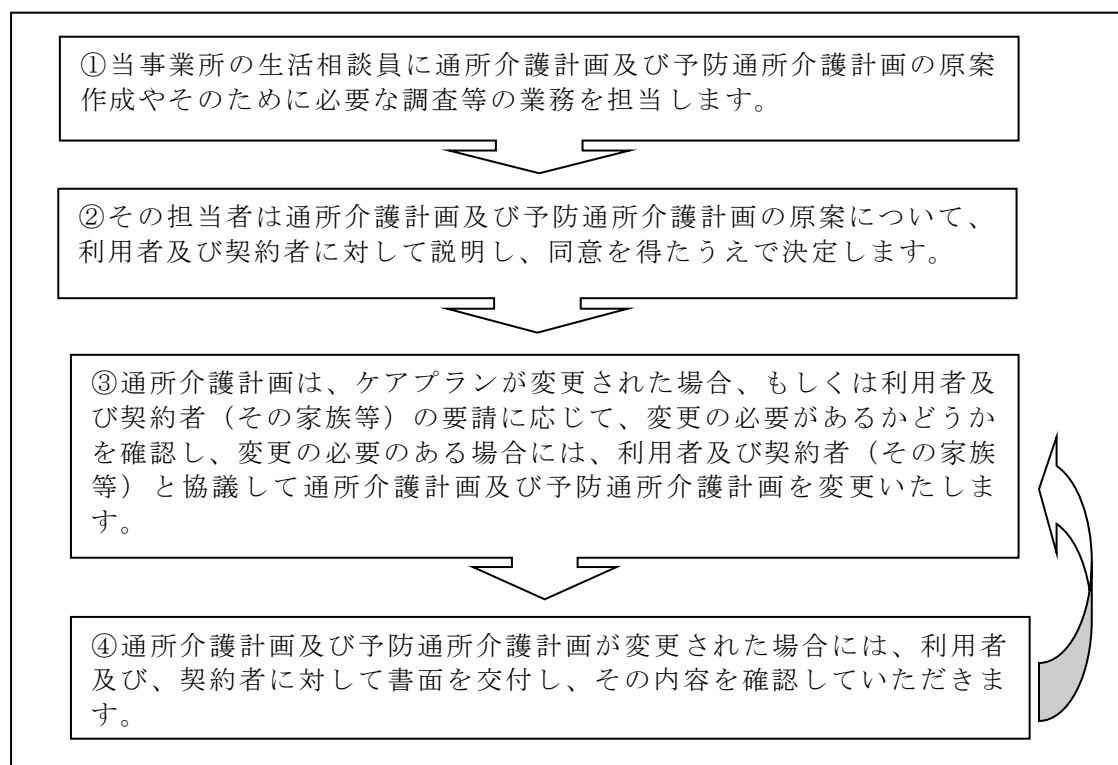 ①当事業所の生活相談員に通所介護計画及び予防通所介護計画の原案
作成やそのために必要な調査等の業務を担当します。
②その担当者は通所介護計画及び予防通所介護計画の原案について、
利用者及び契約者に対して説明し、同意を得たうえで決定します。
③通所介護計画は、ケアプランが変更された場合、もしくは利用者及
び契約者（その家族等）の要請に応じて、変更の必要があるかどうか
を確認し、変更の必要のある場合には、利用者及び契約者（その家族
等）と協議して通所介護計画及び予防通所介護計画を変更いたしま
す。
④通所介護計画及び予防通所介護計画が変更された場合には、利用者
及び、契約者に対して書面を交付し、その内容を確認していただきま
す。